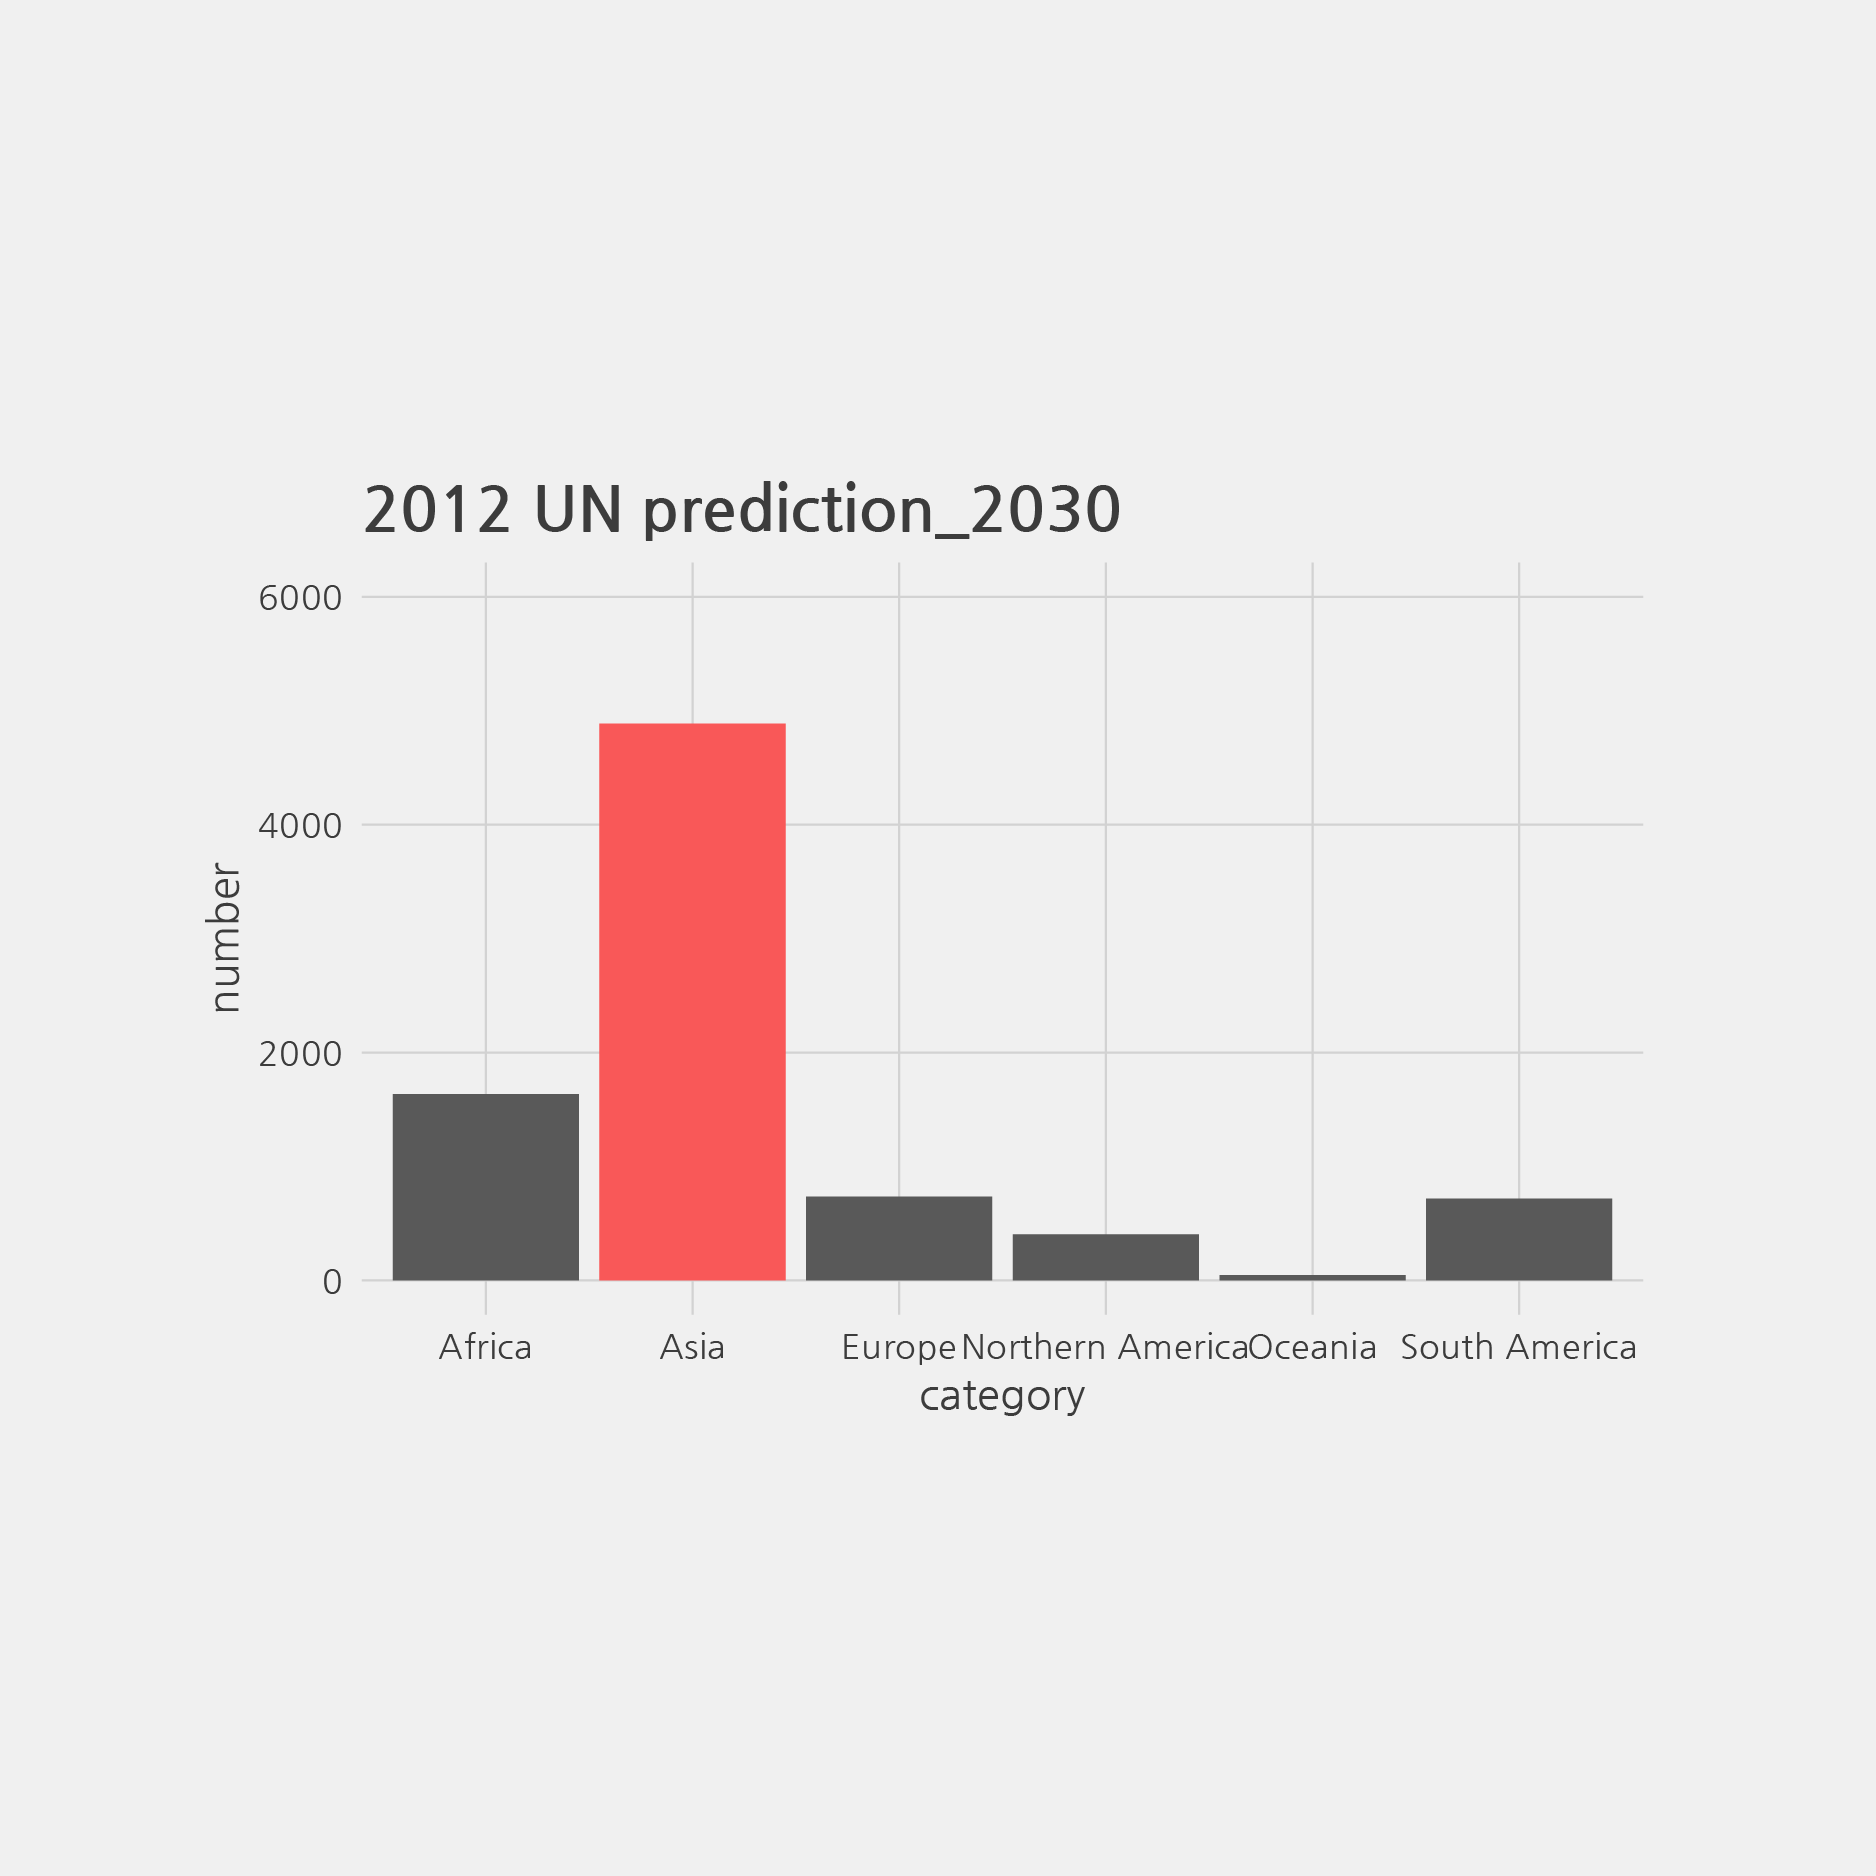 2012 UN prediction_2030
6000
4000
2000
0
number
Africa Asia Europe Northern America Oceania South America
category